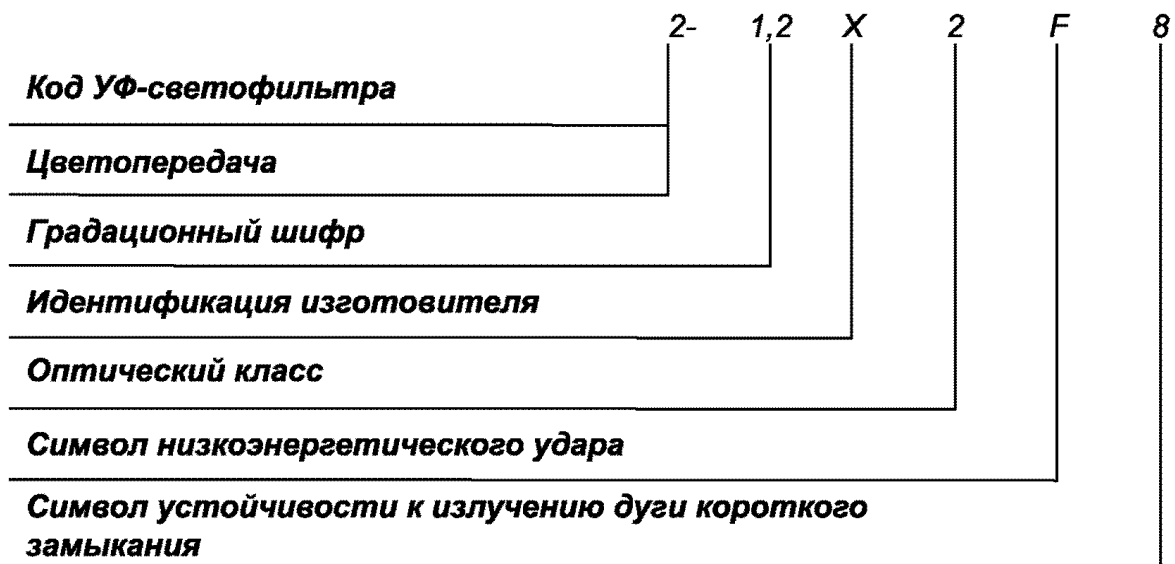 2- 1,2 X 2 F 8
Код УФ-светофильтра
Цветопередача
Градационный шифр
Идентификация изготовителя
Оптический класс
Символ низкоэнергетического удара
Символ устойчивости к излучению дуги короткого
замыкания